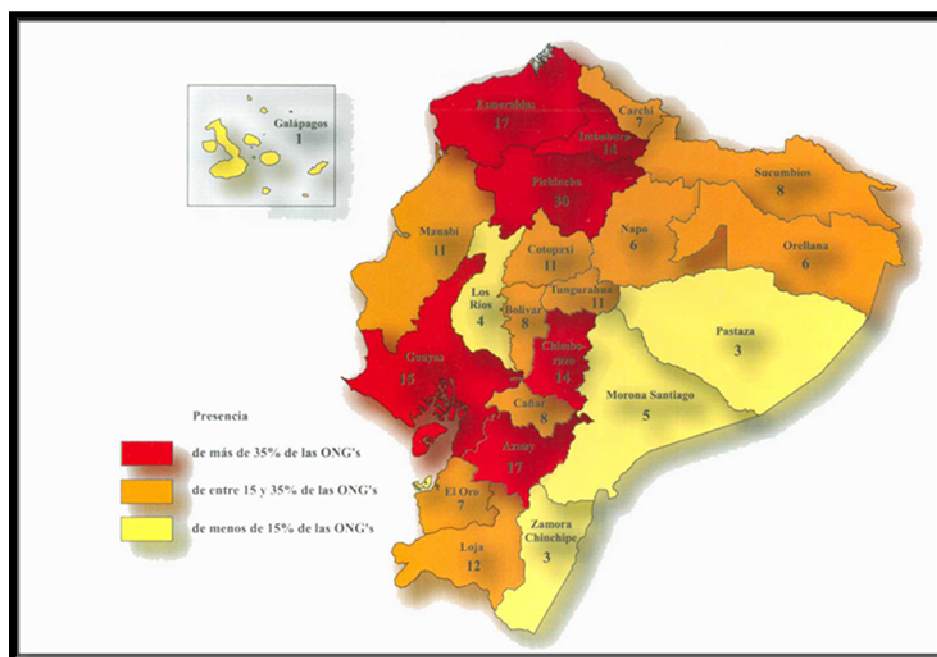 Galápagos
1
Esmeraldas
17
Carchi
7
Imbabura
14
Pichincha
30
Sucumbios
8
Manabi
11
Napo
6
Orellana
6
Cotopaxi
11
Tungurahua
11
Los
Ríos
4
Bolívar
8
Pastaza
3
Chimbo-
razo
14
Guayas
15
Morona Santiago
5
Cañar
8
Azuay
17
El Oro
7
Zamora
Chinchipe
3
Loja
12
Presencia
de más de 35% de las ONG's
de entre 15 y 35% de las ONG's
de menos de 15% de las ONG's